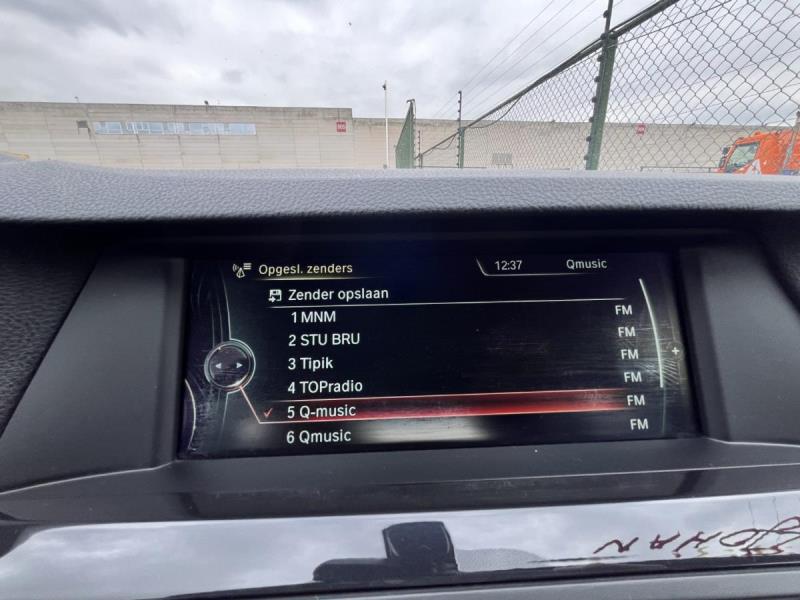 Opgesl. zenders 12:37 Qmusic
Zender opslaan
1 MNM FM
2 STU BRU FM
3 Tipik FM
4 TOPradio FM
5 Q-music FM
6 Qmusic FM